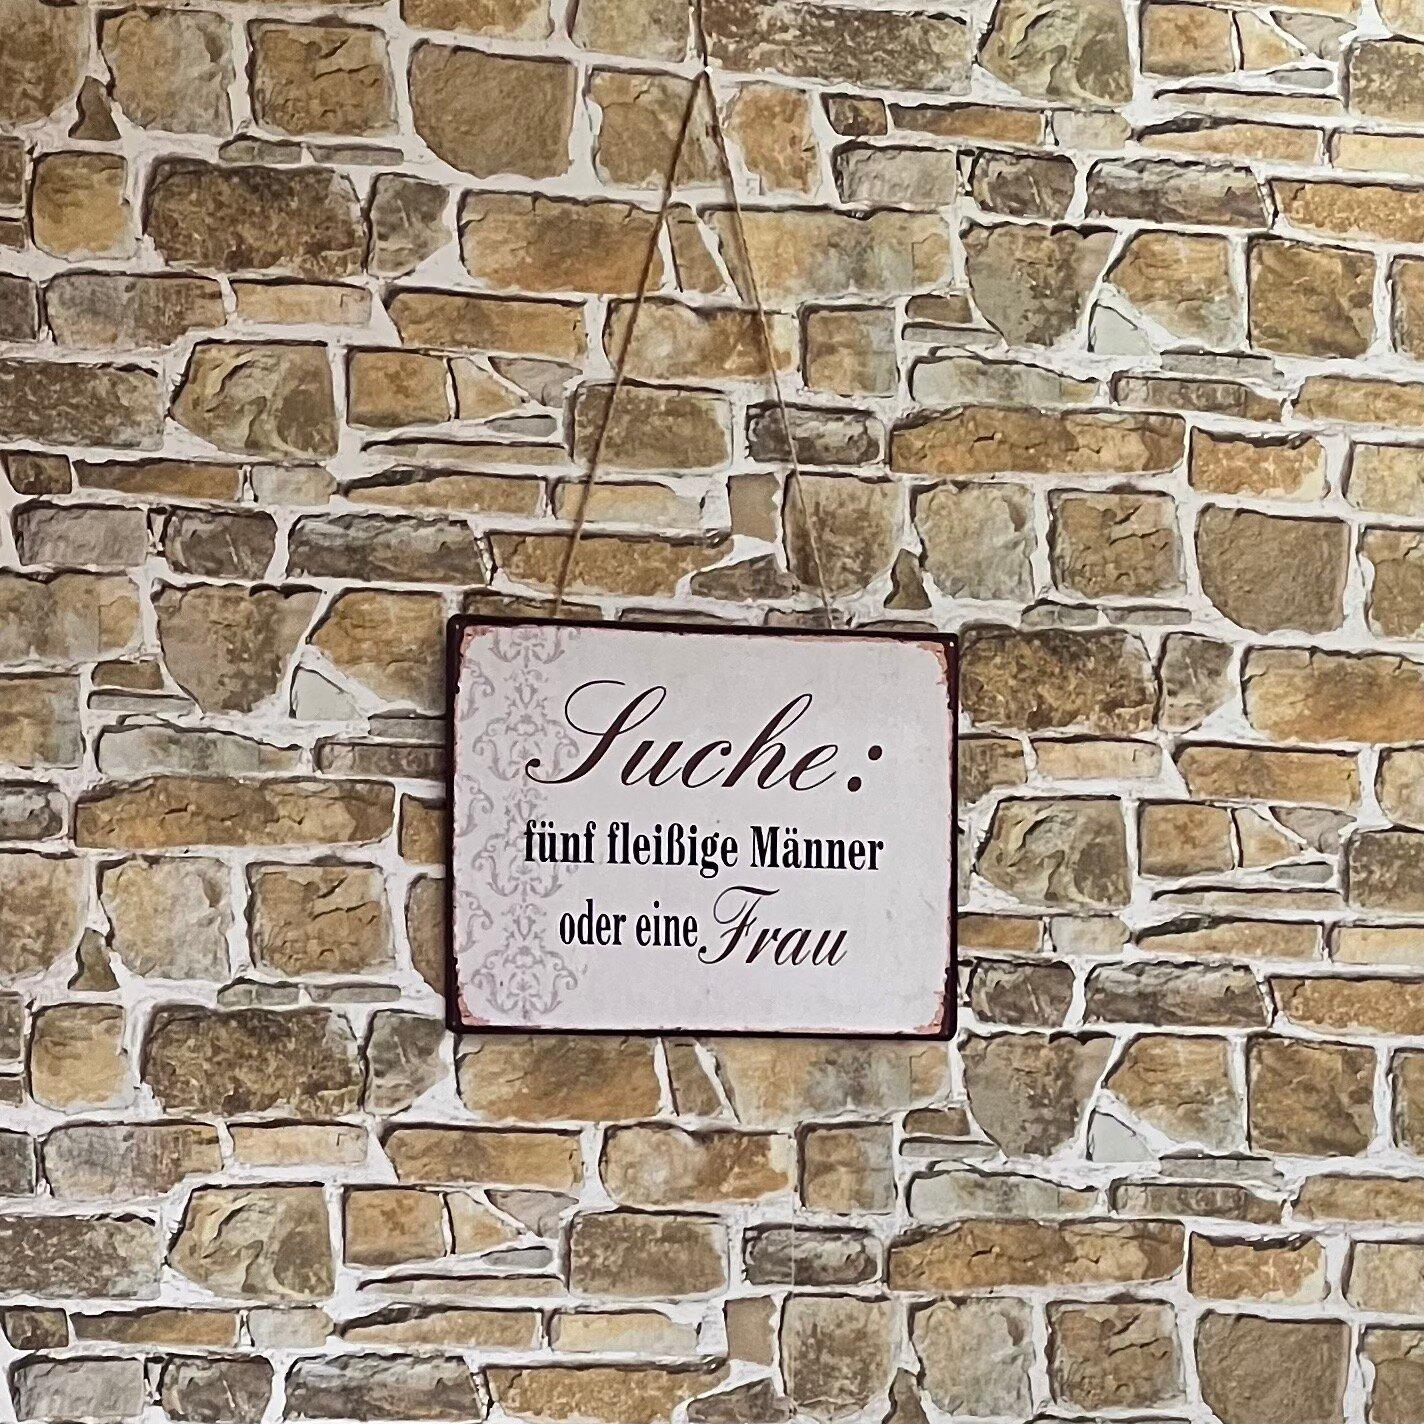 Suche:
fünf fleißige Männer
oder eine Frau